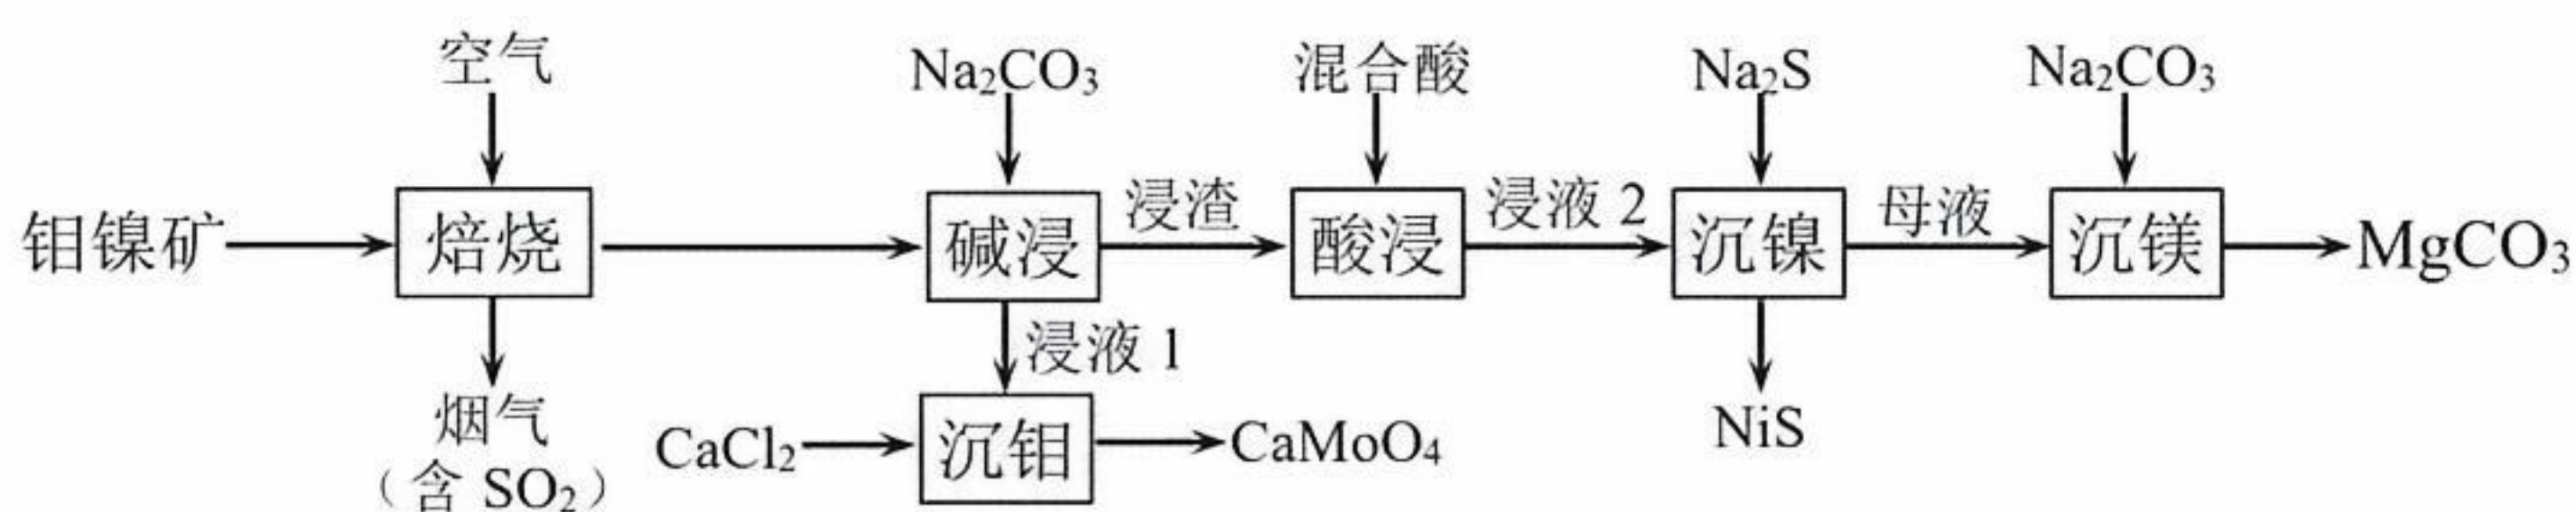 空气
Na₂CO₃
混合酸
Na₂S
Na₂CO₃
钼镍矿
焙烧
碱浸
浸渣
酸浸
浸液 2
沉镍
母液
沉镁
MgCO₃
烟气
（含 SO₂）
浸液 1
CaCl₂
沉钼
CaMoO₄
NiS